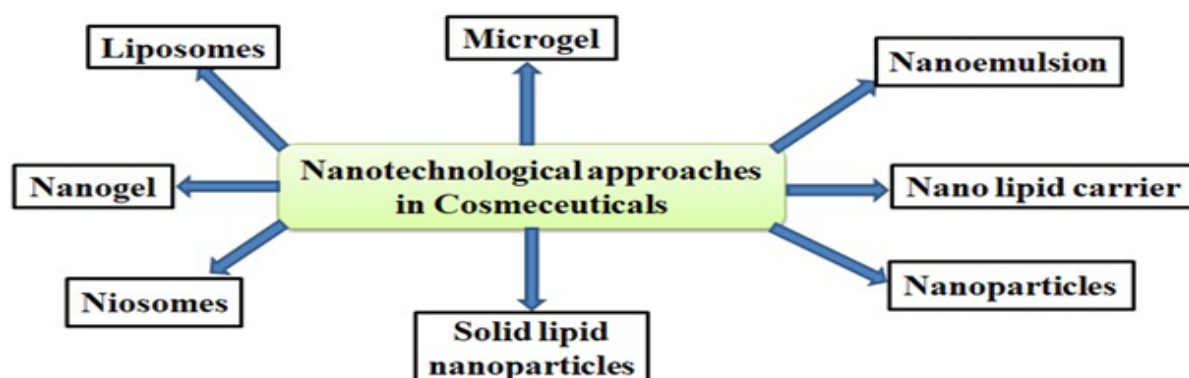 Liposomes
Microgel
Nanoemulsion
Nanotechnological approaches
in Cosmeceuticals
Nanogel
Nano lipid carrier
Niosomes
Solid lipid
nanoparticles
Nanoparticles